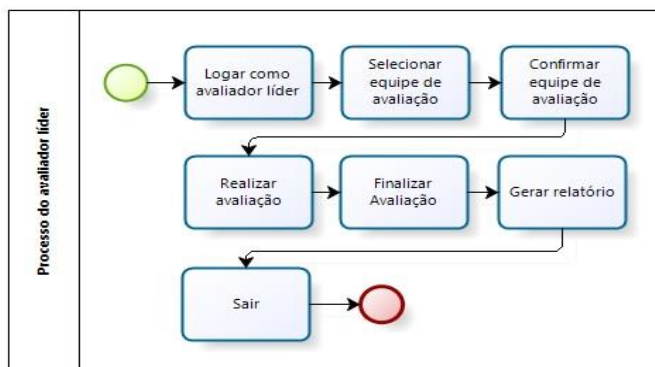 Processo do avaliador líder
Logar como
avaliador líder
Selecionar
equipe de
avaliação
Confirmar
equipe de
avaliação
Realizar
avaliação
Finalizar
Avaliação
Gerar relatório
Sair